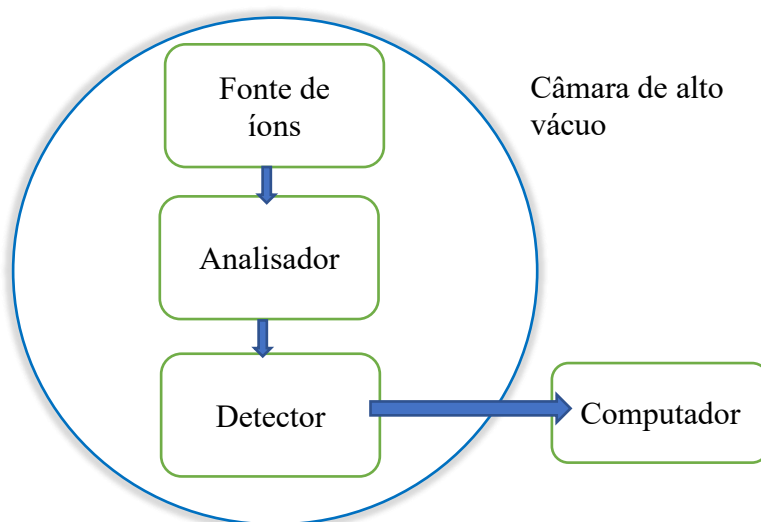 Fonte de
íons
Câmara de alto
vácuo
Analisador
Detector
Computador